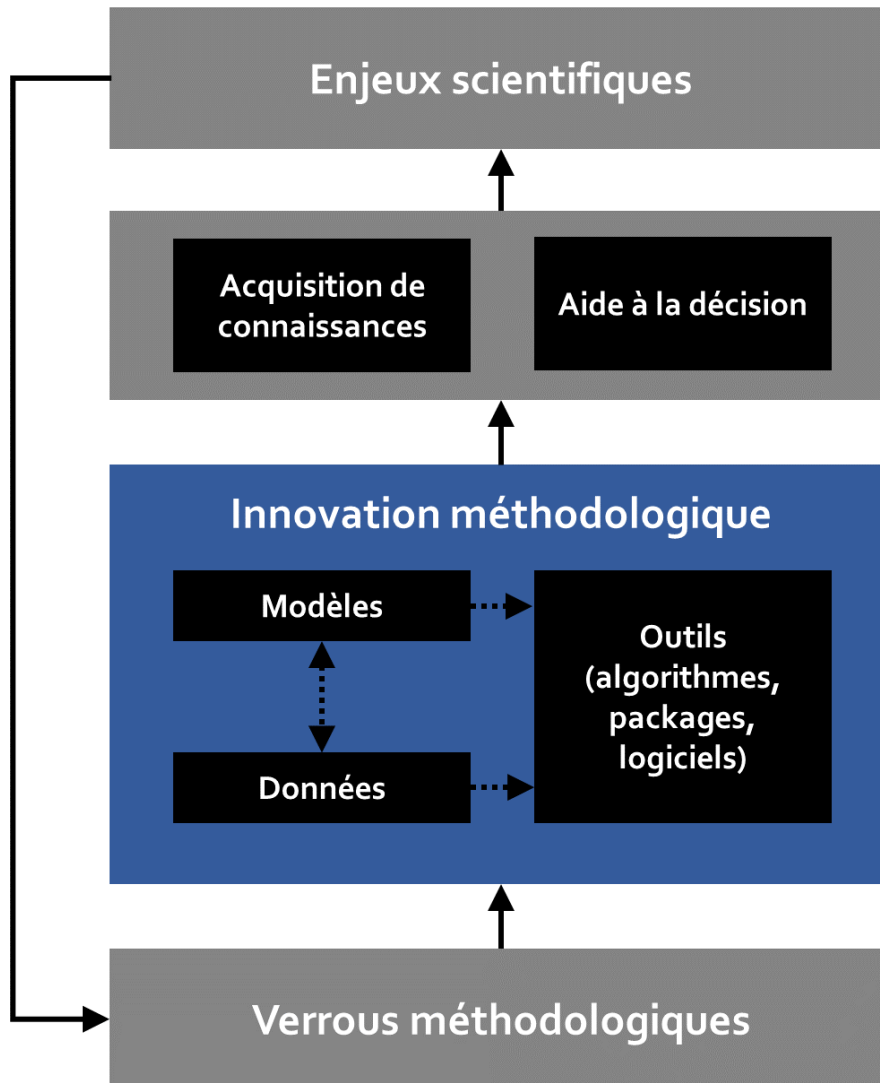 Enjeux scientifiques
Acquisition de
connaissances
Aide à la décision
Innovation méthodologique
Modèles
Données
Outils
(algorithmes,
packages,
logiciels)
Verrous méthodologiques